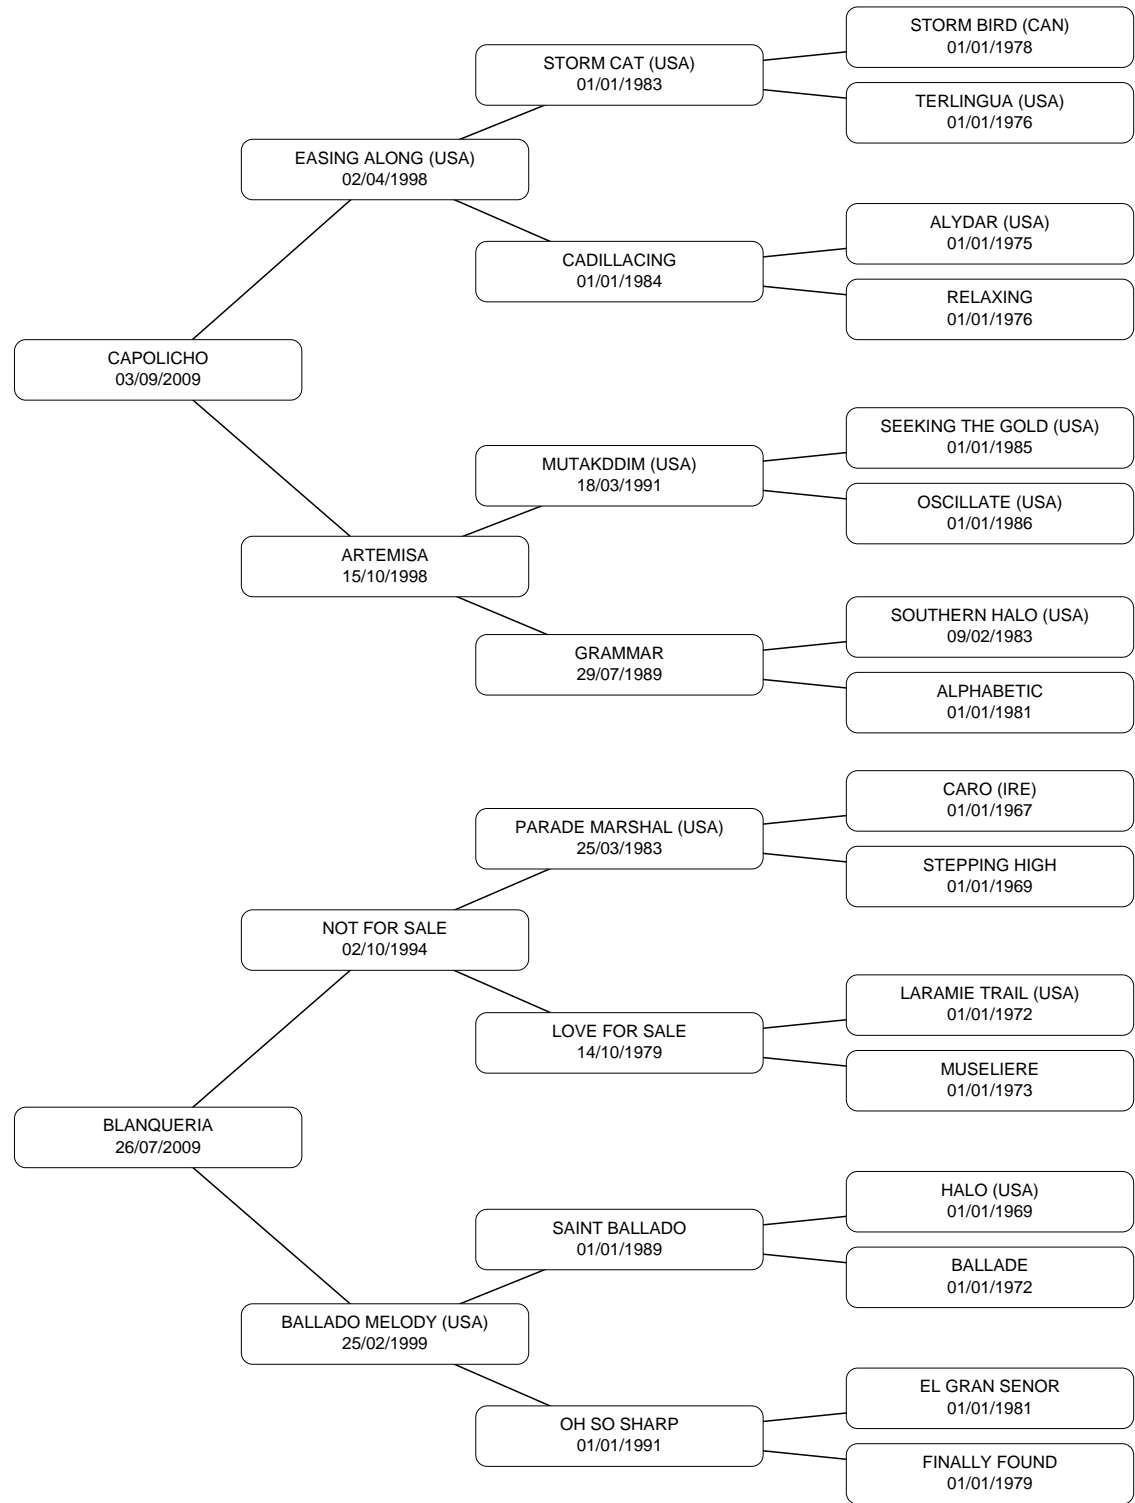 STORM BIRD (CAN)
01/01/1978
STORM CAT (USA)
01/01/1983
TERLINGUA (USA)
01/01/1976
EASING ALONG (USA)
02/04/1998
ALYDAR (USA)
01/01/1975
CADILLACING
01/01/1984
RELAXING
01/01/1976
CAPOLICHO
03/09/2009
SEEKING THE GOLD (USA)
01/01/1985
MUTAKDDIM (USA)
18/03/1991
OSCILLATE (USA)
01/01/1986
ARTEMISA
15/10/1998
SOUTHERN HALO (USA)
09/02/1983
GRAMMAR
29/07/1989
ALPHABETIC
01/01/1981
CARO (IRE)
01/01/1967
PARADE MARSHAL (USA)
25/03/1983
STEPPING HIGH
01/01/1969
NOT FOR SALE
02/10/1994
LARAMIE TRAIL (USA)
01/01/1972
LOVE FOR SALE
14/10/1979
MUSELIERE
01/01/1973
BLANQUERIA
26/07/2009
HALO (USA)
01/01/1969
SAINT BALLADO
01/01/1989
BALLADE
01/01/1972
BALLADO MELODY (USA)
25/02/1999
EL GRAN SENOR
01/01/1981
OH SO SHARP
01/01/1991
FINALLY FOUND
01/01/1979